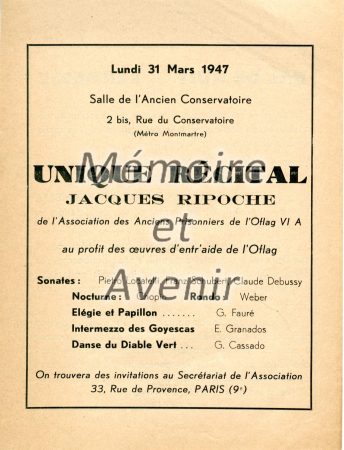 Lundi 31 Mars 1947
Salle de l'Ancien Conservatoire
2 bis, Rue du Conservatoire
(Métro Montmartre)
UNIQUE RÉCITAL
JACQUES RIPOCHE
de l'Association des Anciens Prisonniers de l'Oflag VI A
au profit des œuvres d'entr'aide de l'Oflag
Sonates : Pietro Locatelli Franz Schubert Claude Debussy
Nocturne : Chopin Rondo : Weber
Elégie et Papillon ....... G. Fauré
Intermezzo des Goyescas E. Granados
Danse du Diable Vert ... G. Cassado
On trouvera des invitations au Secrétariat de l'Association
33, Rue de Provence, PARIS (9e)
Mémoire
et
Avenir